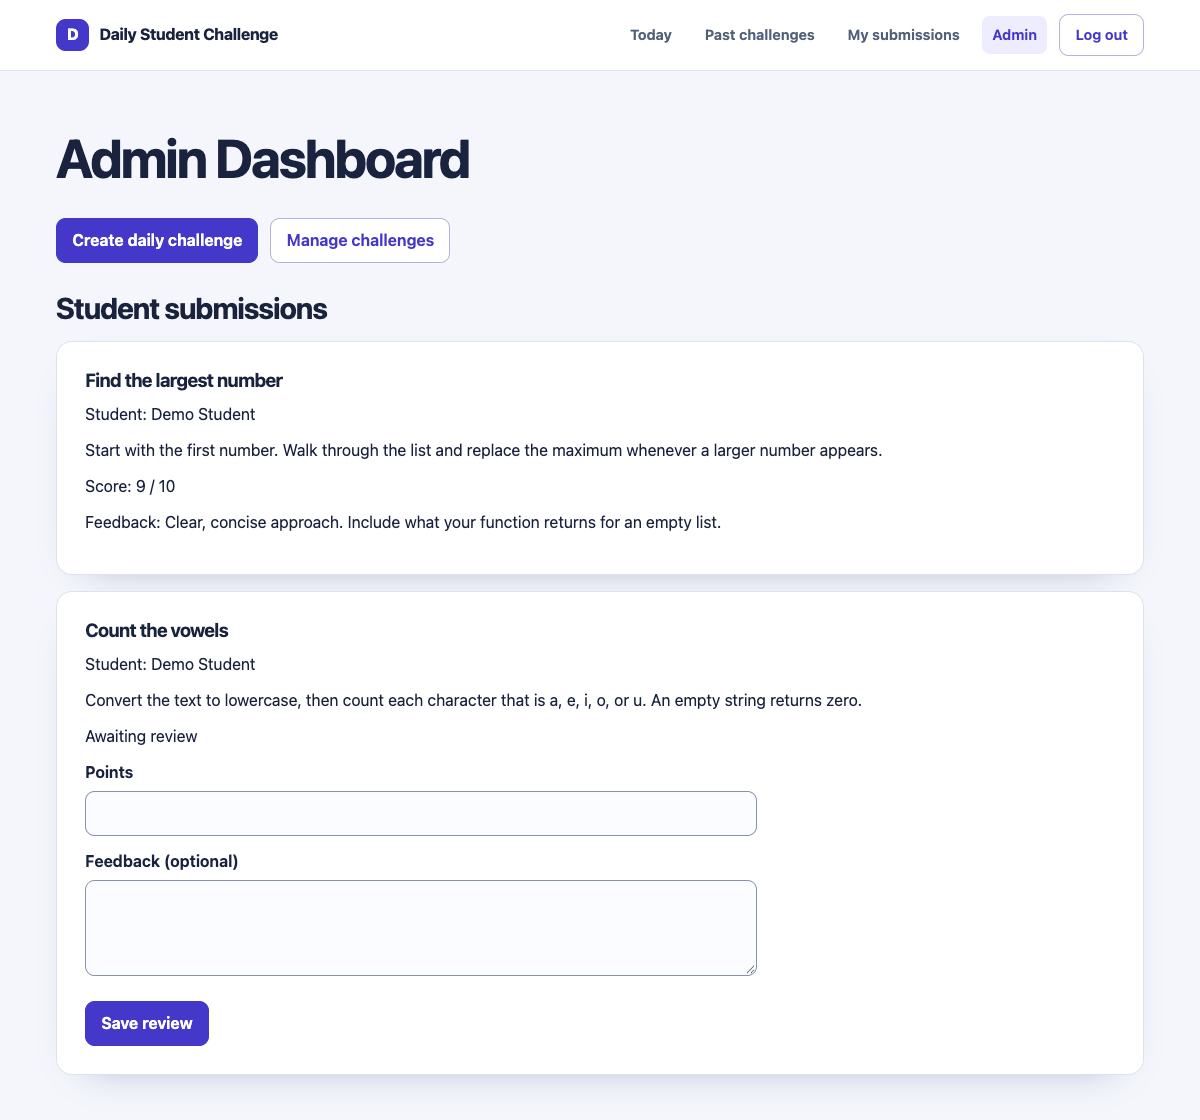 D Daily Student Challenge Today Past challenges My submissions Admin Log out
Admin Dashboard
Create daily challenge Manage challenges
Student submissions
Find the largest number
Student: Demo Student
Start with the first number. Walk through the list and replace the maximum whenever a larger number appears.
Score: 9 / 10
Feedback: Clear, concise approach. Include what your function returns for an empty list.
Count the vowels
Student: Demo Student
Convert the text to lowercase, then count each character that is a, e, i, o, or u. An empty string returns zero.
Awaiting review
Points
Feedback (optional)
Save review